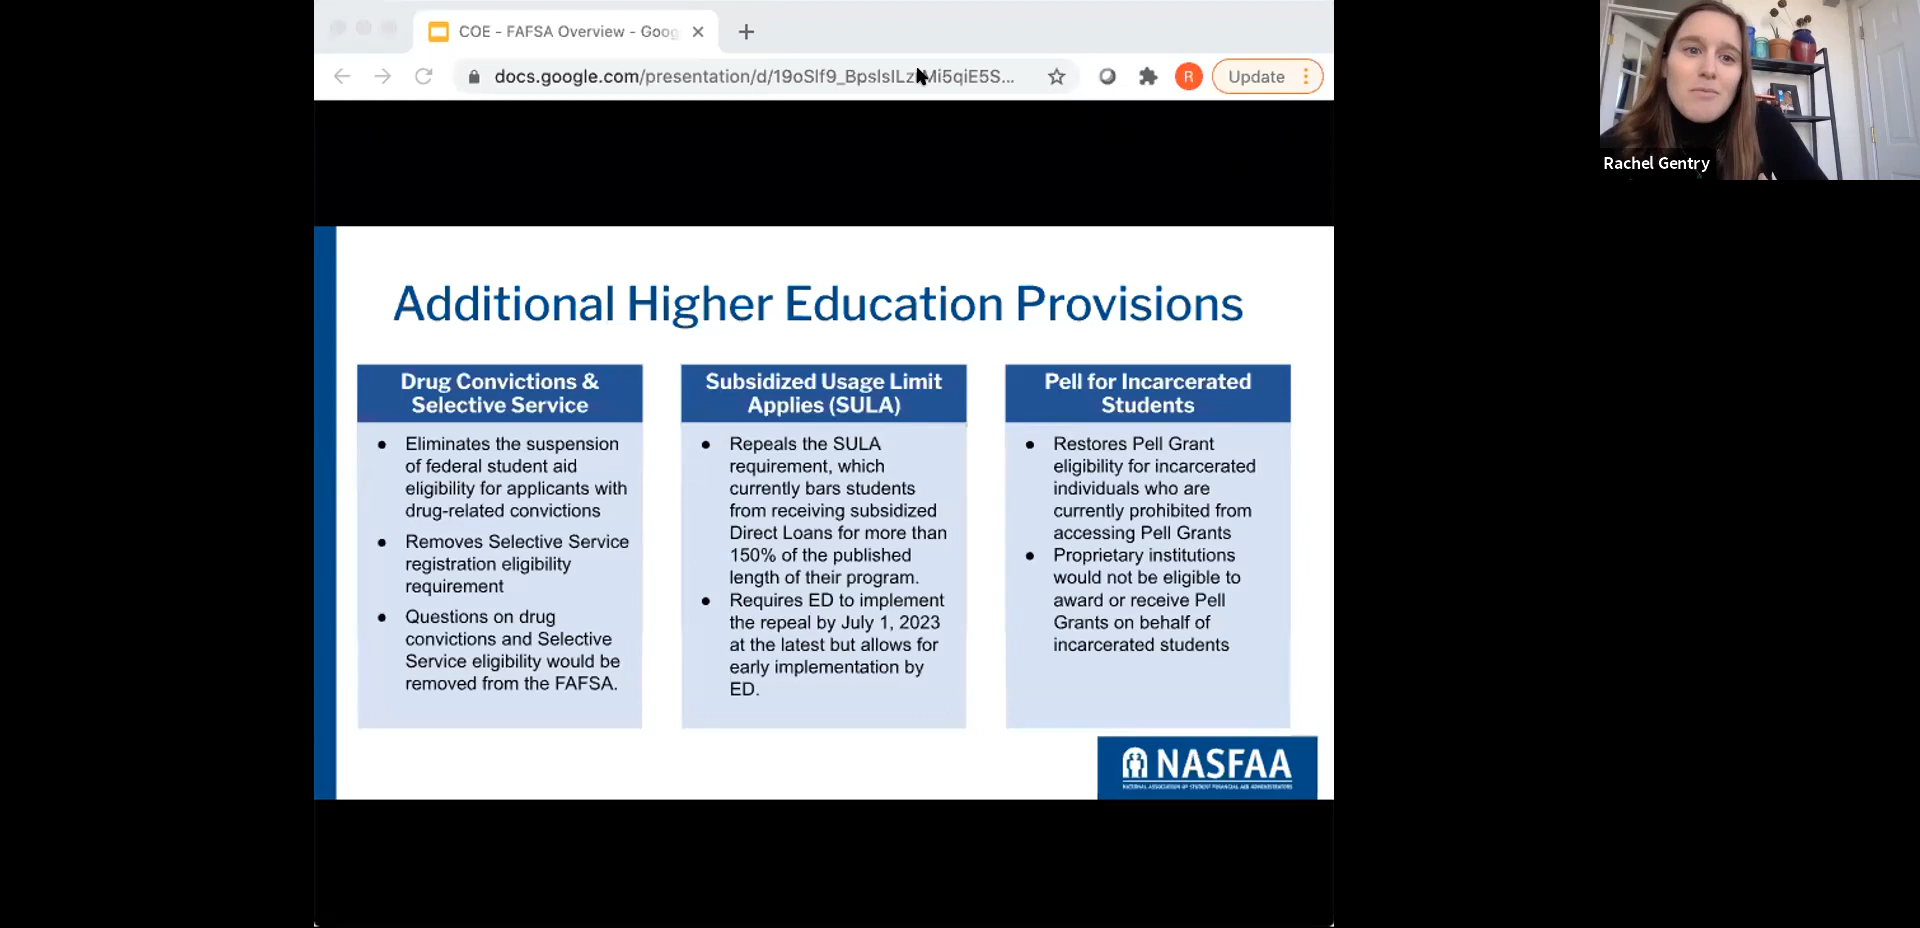 COE - FAFSA Overview - Goog
docs.google.com/presentation/d/19oSlf9_BpslsILz
Mi5qiE5S...
R
Update
Rachel Gentry
Additional Higher Education Provisions
Drug Convictions &
Selective Service
● Eliminates the suspension
of federal student aid
eligibility for applicants with
drug-related convictions
● Removes Selective Service
registration eligibility
requirement
● Questions on drug
convictions and Selective
Service eligibility would be
removed from the FAFSA.
Subsidized Usage Limit
Applies (SULA)
● Repeals the SULA
requirement, which
currently bars students
from receiving subsidized
Direct Loans for more than
150% of the published
length of their program.
● Requires ED to implement
the repeal by July 1, 2023
at the latest but allows for
early implementation by
ED.
Pell for Incarcerated
Students
● Restores Pell Grant
eligibility for incarcerated
individuals who are
currently prohibited from
accessing Pell Grants
● Proprietary institutions
would not be eligible to
award or receive Pell
Grants on behalf of
incarcerated students
NASFAA
NATIONAL ASSOCIATION OF STUDENT FINANCIAL AID ADMINISTRATORS